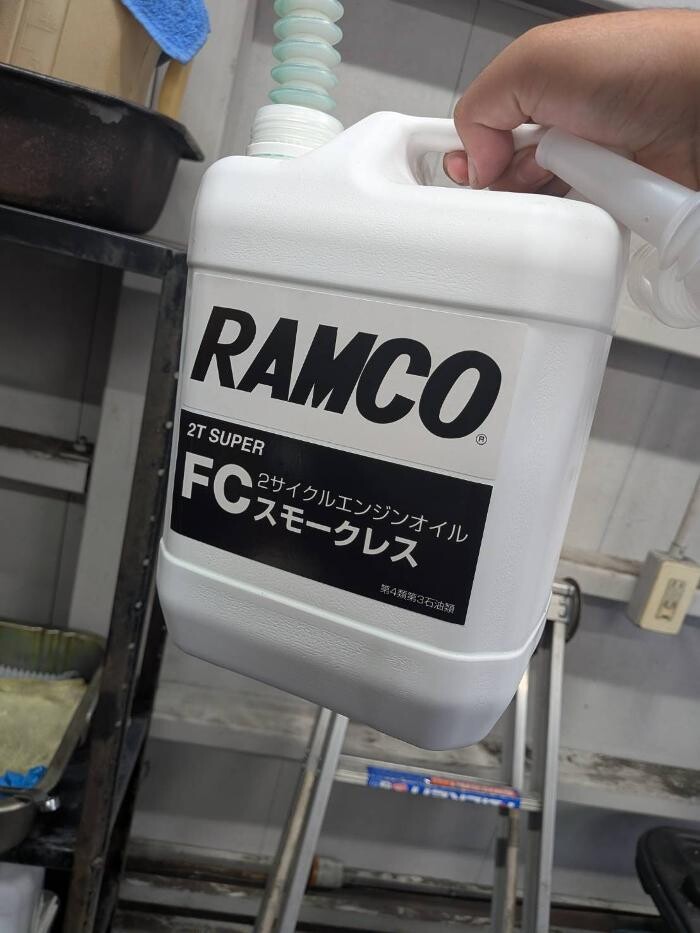 RAMCO®
2T SUPER
FC 2サイクルエンジンオイル
スモークレス
第4類第3石油類